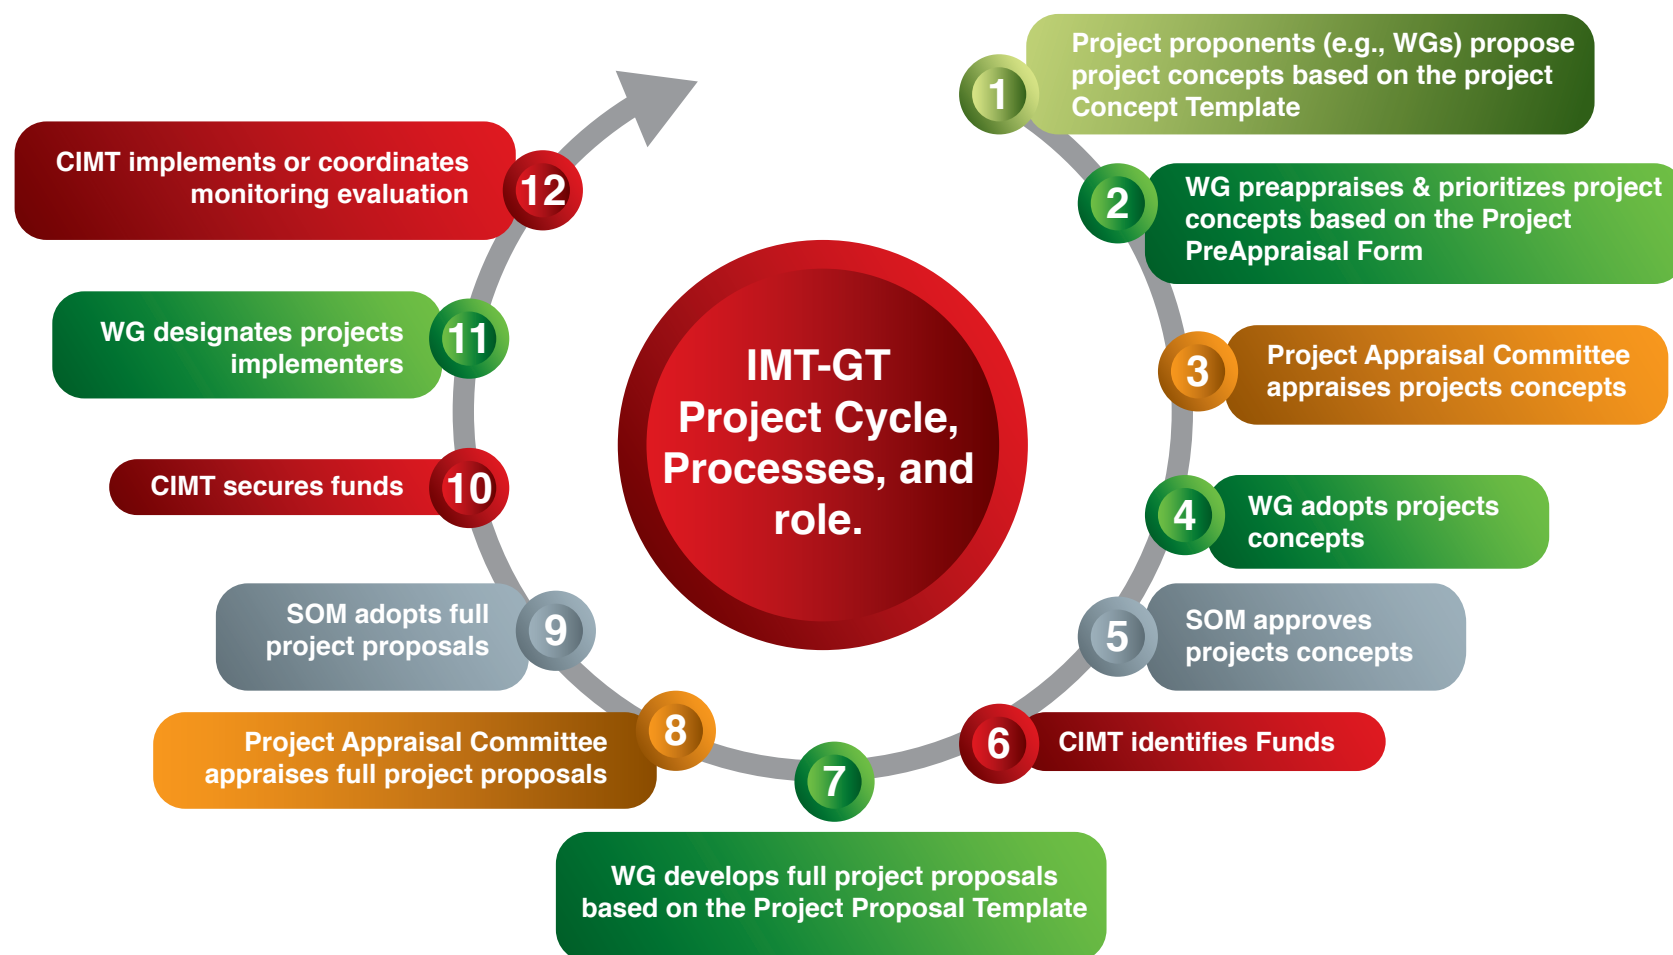 1
Project proponents (e.g., WGs) propose
project concepts based on the project
Concept Template
2
WG preappraises & prioritizes project
concepts based on the Project
PreAppraisal Form
3
Project Appraisal Committee
appraises projects concepts
4
WG adopts projects
concepts
5
SOM approves
projects concepts
6
CIMT identifies Funds
7
WG develops full project proposals
based on the Project Proposal Template
8
Project Appraisal Committee
appraises full project proposals
9
SOM adopts full
project proposals
10
CIMT secures funds
11
WG designates projects
implementers
12
CIMT implements or coordinates
monitoring evaluation
IMT-GT
Project Cycle,
Processes, and
role.